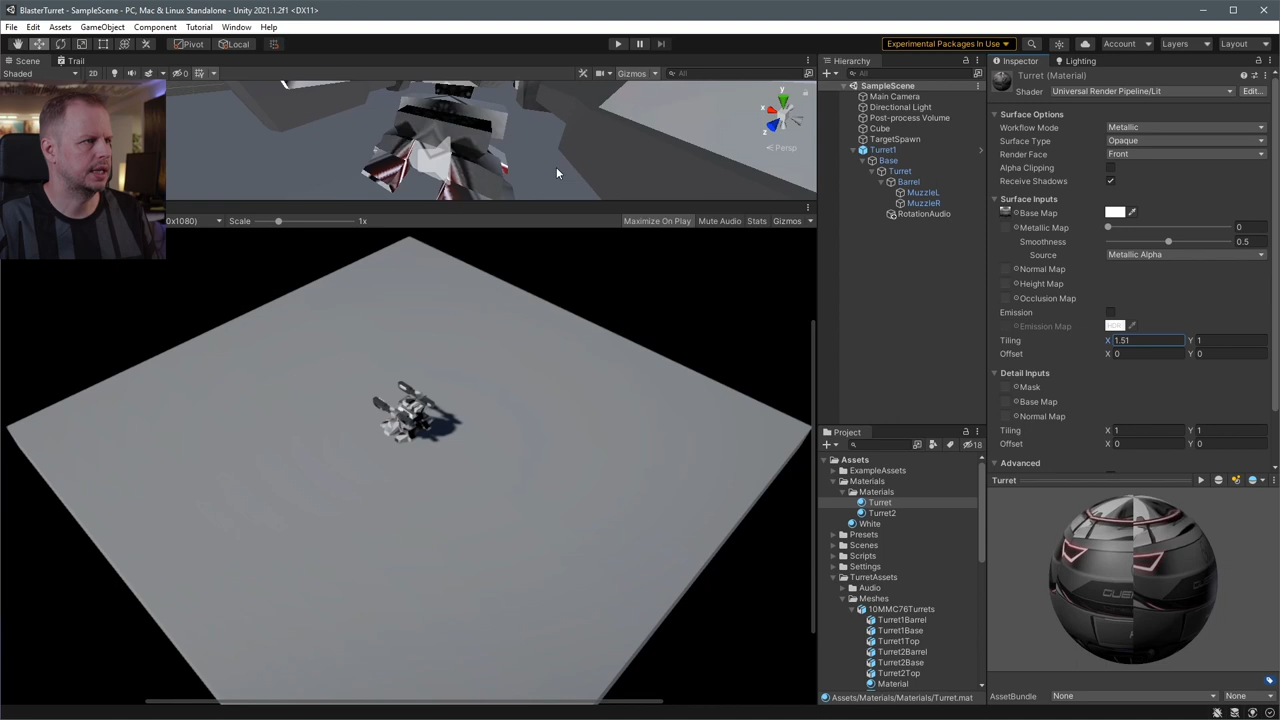 BlasterTurret - SampleScene - PC, Mac & Linux Standalone - Unity 2021.1.2f1 <DX11>
File Edit Assets GameObject Component Tutorial Window Help
Pivot Local Experimental Packages In Use Account Layers Layout
Scene Trail
Shaded 2D 0 Gizmos All
y
x
z
Persp
0x1080) Scale 1x Maximize On Play Mute Audio Stats Gizmos
Hierarchy
All
SampleScene
Main Camera
Directional Light
Post-process Volume
Cube
TargetSpawn
Turret1
Base
Turret
Barrel
MuzzleL
MuzzleR
RotationAudio
Project
18
Assets
ExampleAssets
Materials
Materials
Turret
Turret2
White
Presets
Scenes
Scripts
Settings
TurretAssets
Audio
Meshes
10MMC76Turrets
Turret1Barrel
Turret1Base
Turret1Top
Turret2Barrel
Turret2Base
Turret2Top
Material
Assets/Materials/Materials/Turret.mat
Inspector Lighting
Turret (Material)
Shader Universal Render Pipeline/Lit Edit...
Surface Options
Workflow Mode Metallic
Surface Type Opaque
Render Face Front
Alpha Clipping
Receive Shadows
Surface Inputs
Base Map
Metallic Map 0
Smoothness 0.5
Source Metallic Alpha
Normal Map
Height Map
Occlusion Map
Emission
Emission Map HDR
Tiling X 1.51 Y 1
Offset X 0 Y 0
Detail Inputs
Mask
Base Map
Normal Map
Tiling X 1 Y 1
Offset X 0 Y 0
Advanced
Turret
AssetBundle None None